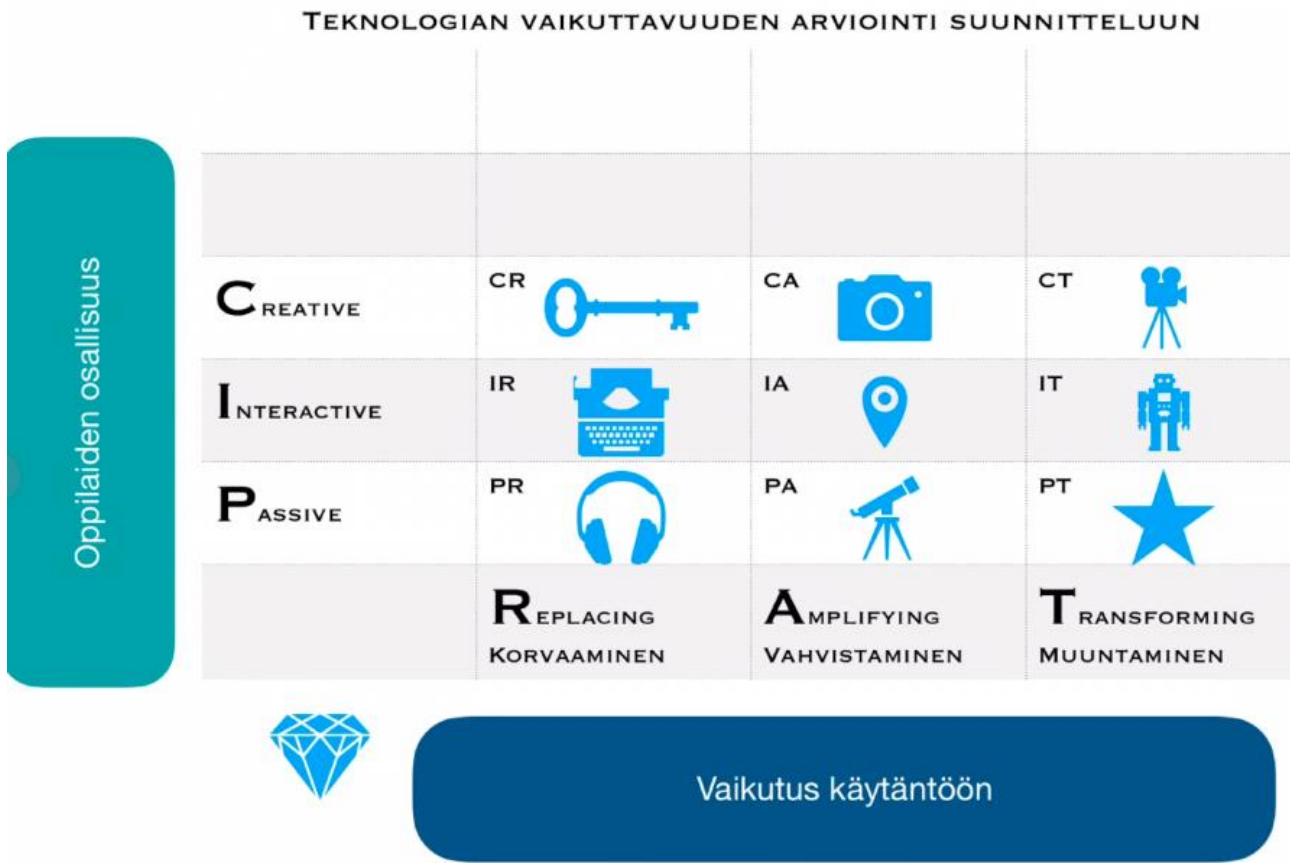 TEKNOLOGIAN VAIKUTTAVUUDEN ARVIOINTI SUUNNITTELUUN
Oppilaiden osallisuus
CREATIVE
CR
CA
CT
INTERACTIVE
IR
IA
IT
PASSIVE
PR
PA
PT
REPLACING
KORVAAMINEN
AMPLIFYING
VAHVISTAMINEN
TRANSFORMING
MUUNTAMINEN
Vaikutus käytäntöön